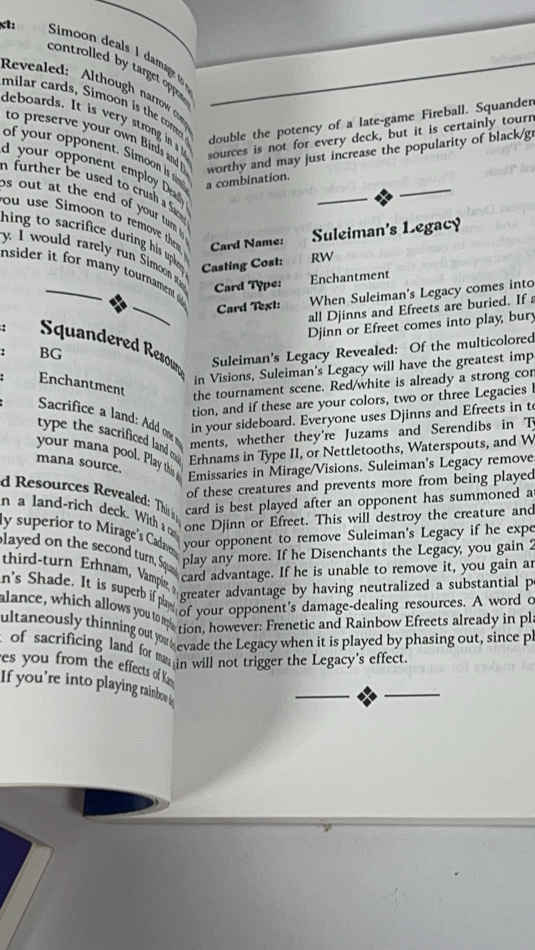 xt: Simoon deals 1 damage to
controlled by target oppone
Revealed: Although narrow
milar cards, Simoon is the correct
deboards. It is very strong in a
to preserve your own Birds and
of your opponent. Simoon is
d your opponent employ Deadly
n further be used to crush a
ps out at the end of your turn
you use Simoon to remove
hing to sacrifice during his upkeep
y. I would rarely run Simoon
nsider it for many tournament
Squandered Resources
: BG
: Enchantment
: Sacrifice a land: Add one
type the sacrificed land
your mana pool. Play this
mana source.
d Resources Revealed: This
n a land-rich deck. With a
ly superior to Mirage's
played on the second turn,
third-turn Erhnam, Vampire,
n's Shade. It is superb if played
alance, which allows you to
ultaneously thinning out your
of sacrificing land for mana
es you from the effects of
If you're into playing rainbow
double the potency of a late-game Fireball. Squander
sources is not for every deck, but it is certainly tourn
worthy and may just increase the popularity of black/gr
a combination.
Card Name: Suleiman's Legacy
Casting Cost: RW
Card Type: Enchantment
Card Text: When Suleiman's Legacy comes into
all Djinns and Efreets are buried. If a
Djinn or Efreet comes into play, bury
Suleiman's Legacy Revealed: Of the multicolored
in Visions, Suleiman's Legacy will have the greatest imp
the tournament scene. Red/white is already a strong con
tion, and if these are your colors, two or three Legacies
in your sideboard. Everyone uses Djinns and Efreets in t
ments, whether they're Juzams and Serendibs in Ty
Erhnams in Type II, or Nettletooths, Waterspouts, and W
Emissaries in Mirage/Visions. Suleiman's Legacy remove
of these creatures and prevents more from being played
card is best played after an opponent has summoned a
one Djinn or Efreet. This will destroy the creature and
your opponent to remove Suleiman's Legacy if he expe
play any more. If he Disenchants the Legacy, you gain 2
card advantage. If he is unable to remove it, you gain an
greater advantage by having neutralized a substantial p
of your opponent's damage-dealing resources. A word o
tion, however: Frenetic and Rainbow Efreets already in pl
evade the Legacy when it is played by phasing out, since ph
in will not trigger the Legacy's effect.